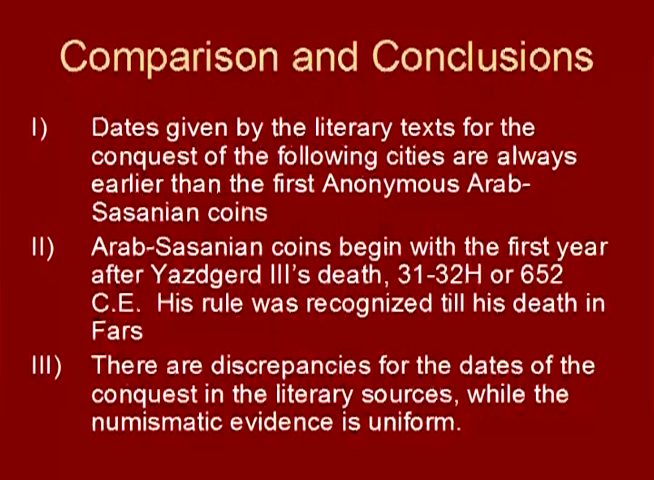 Comparison and Conclusions
I) Dates given by the literary texts for the
conquest of the following cities are always
earlier than the first Anonymous Arab-
Sasanian coins
II) Arab-Sasanian coins begin with the first year
after Yazdgerd III's death, 31-32H or 652
C.E. His rule was recognized till his death in
Fars
III) There are discrepancies for the dates of the
conquest in the literary sources, while the
numismatic evidence is uniform.